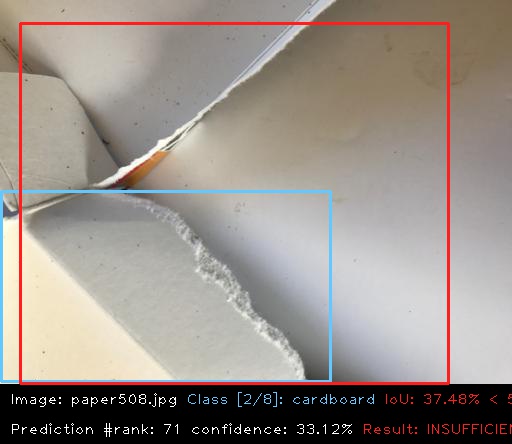 Image: paper508.jpg Class [2/8]: cardboard IoU: 37.48% < 5
Prediction #rank: 71 confidence: 33.12% Result: INSUFFICIEN